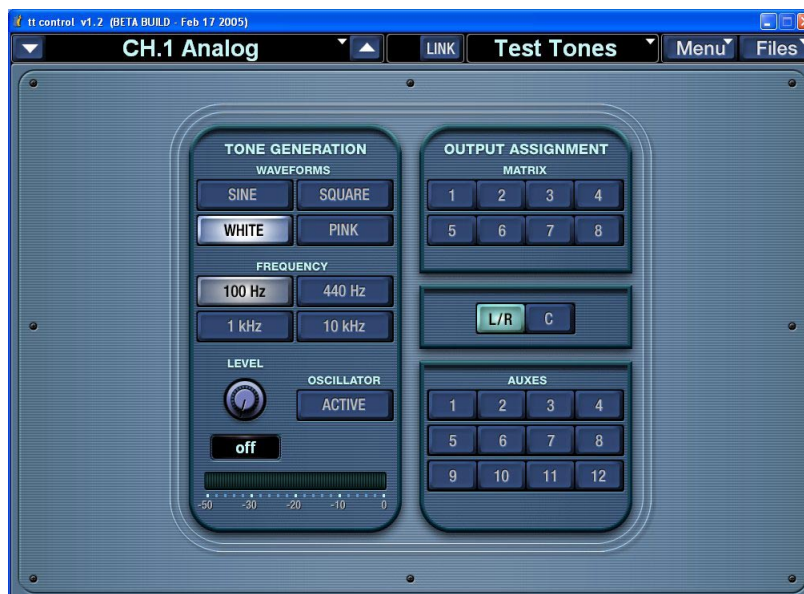 tt control v1.2 (BETA BUILD - Feb 17 2005)
CH.1 Analog LINK Test Tones Menu Files
TONE GENERATION
WAVEFORMS
SINE SQUARE
WHITE PINK
FREQUENCY
100 Hz 440 Hz
1 kHz 10 kHz
LEVEL
OSCILLATOR
ACTIVE
off
-50 -30 -20 -10 0
OUTPUT ASSIGNMENT
MATRIX
1 2 3 4
5 6 7 8
L/R C
AUXES
1 2 3 4
5 6 7 8
9 10 11 12